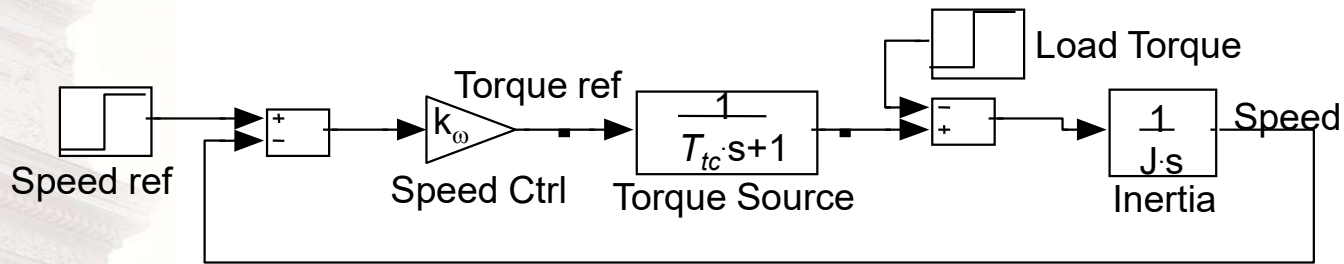 Load Torque
Torque ref
+
−
kω
1
Ttc·s+1
−
+
1
J·s
Speed
Speed ref
Speed Ctrl
Torque Source
Inertia